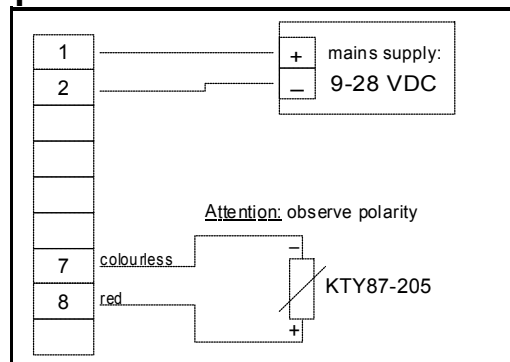 1
+ mains supply:
2
– 9-28 VDC
Attention: observe polarity
7 colourless
–
8 red
KTY87-205
+